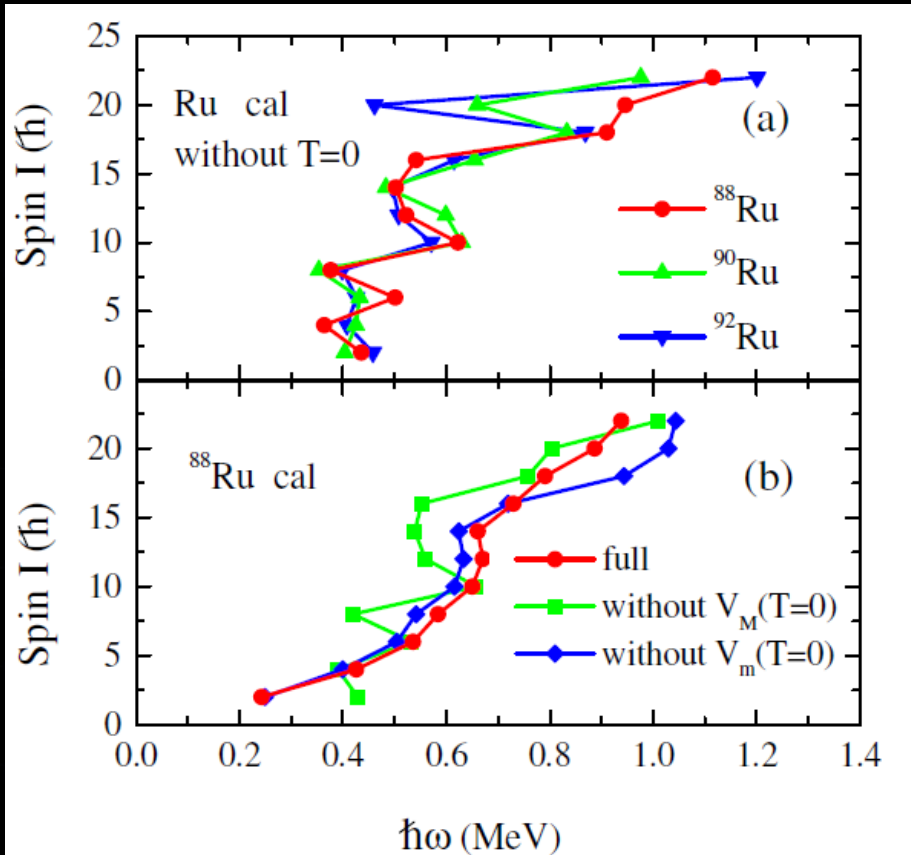 25
20
15
10
5
0
Spin I (ħ)
Ru cal
without T=0
(a)
⁸⁸Ru
⁹⁰Ru
⁹²Ru
20
15
10
5
0
Spin I (ħ)
⁸⁸Ru cal
(b)
full
without V_M(T=0)
without V_m(T=0)
0.0 0.2 0.4 0.6 0.8 1.0 1.2 1.4
ħω (MeV)